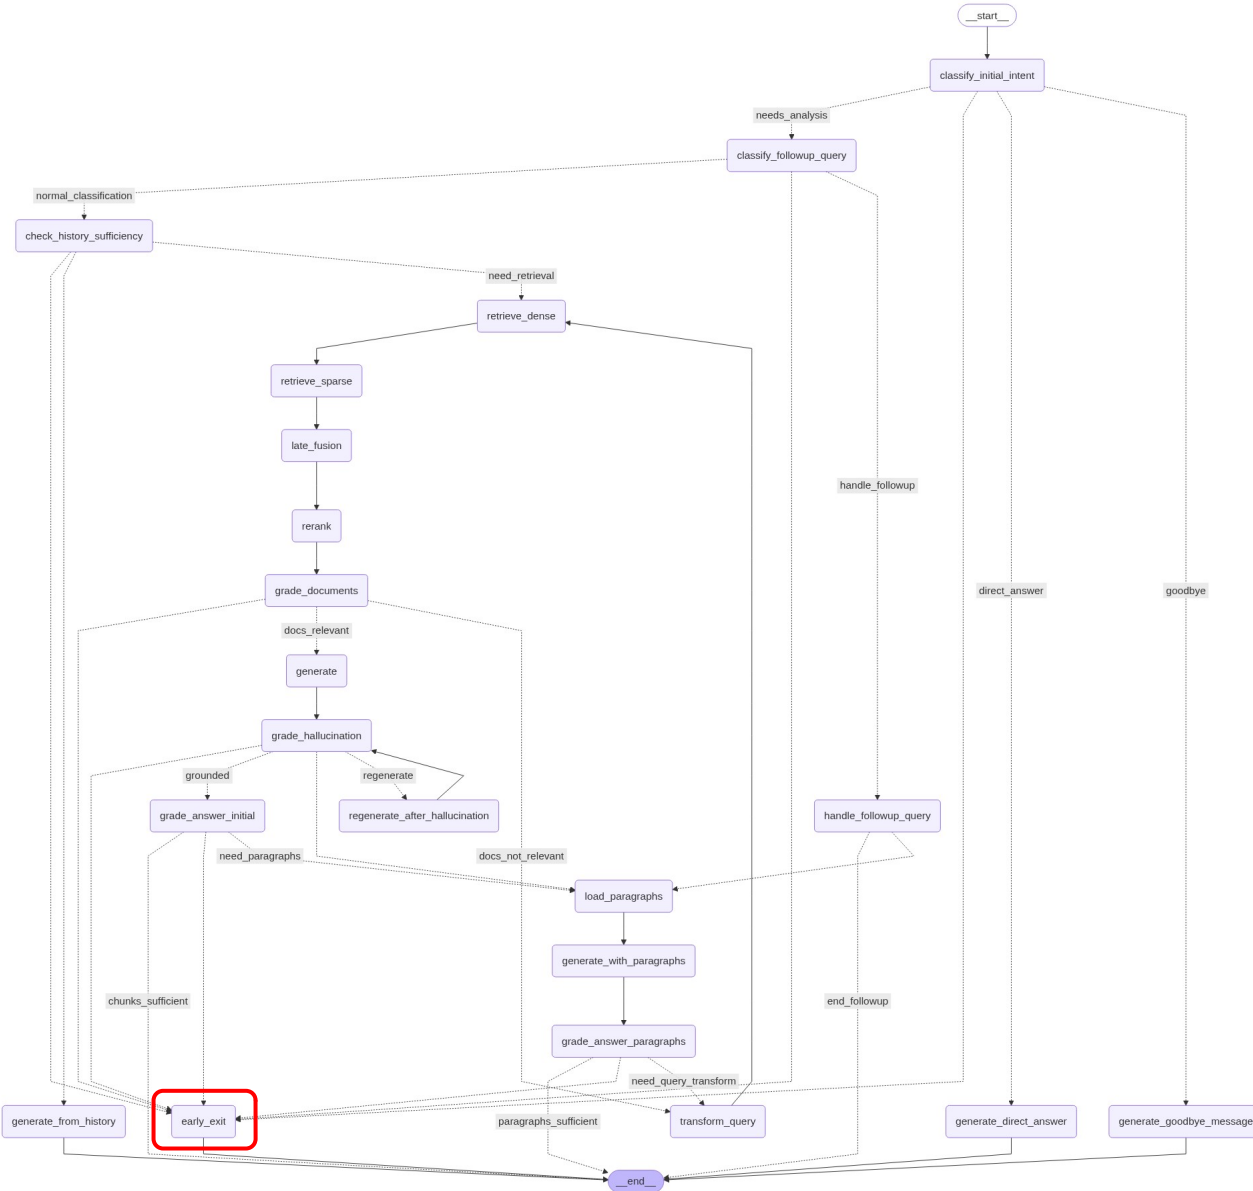 __start__
classify_initial_intent
needs_analysis
classify_followup_query
normal_classification
check_history_sufficiency
need_retrieval
retrieve_dense
retrieve_sparse
late_fusion
rerank
handle_followup
grade_documents
direct_answer
goodbye
docs_relevant
generate
grade_hallucination
grounded
regenerate
grade_answer_initial
regenerate_after_hallucination
handle_followup_query
need_paragraphs
docs_not_relevant
load_paragraphs
generate_with_paragraphs
chunks_sufficient
end_followup
grade_answer_paragraphs
need_query_transform
generate_from_history
early_exit
paragraphs_sufficient
transform_query
generate_direct_answer
generate_goodbye_message
__end__